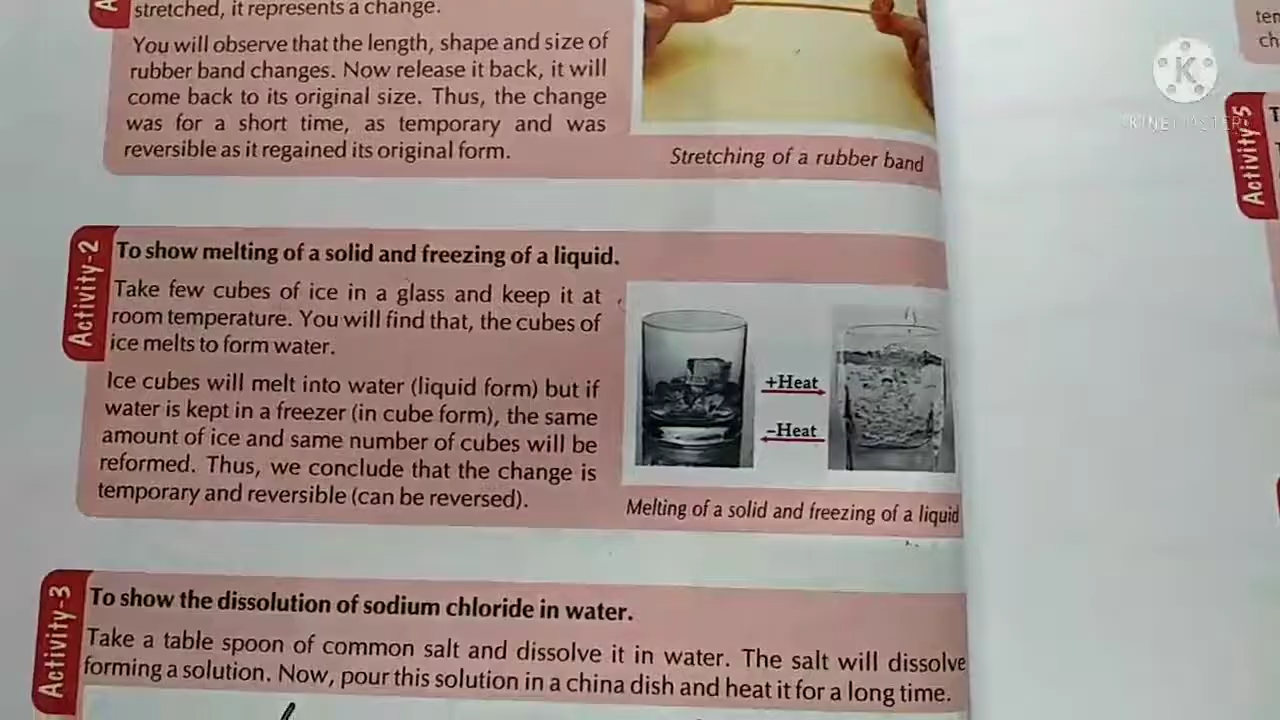 stretched, it represents a change.
You will observe that the length, shape and size of
rubber band changes. Now release it back, it will
come back to its original size. Thus, the change
was for a short time, as temporary and was
reversible as it regained its original form.
Stretching of a rubber band
Activity-2
To show melting of a solid and freezing of a liquid.
Take few cubes of ice in a glass and keep it at
room temperature. You will find that, the cubes of
ice melts to form water.
Ice cubes will melt into water (liquid form) but if
water is kept in a freezer (in cube form), the same
amount of ice and same number of cubes will be
reformed. Thus, we conclude that the change is
temporary and reversible (can be reversed).
+Heat
–Heat
Melting of a solid and freezing of a liquid
Activity-3
To show the dissolution of sodium chloride in water.
Take a table spoon of common salt and dissolve it in water. The salt will dissolve
forming a solution. Now, pour this solution in a china dish and heat it for a long time.
K
KINEMASTER
Activity-5